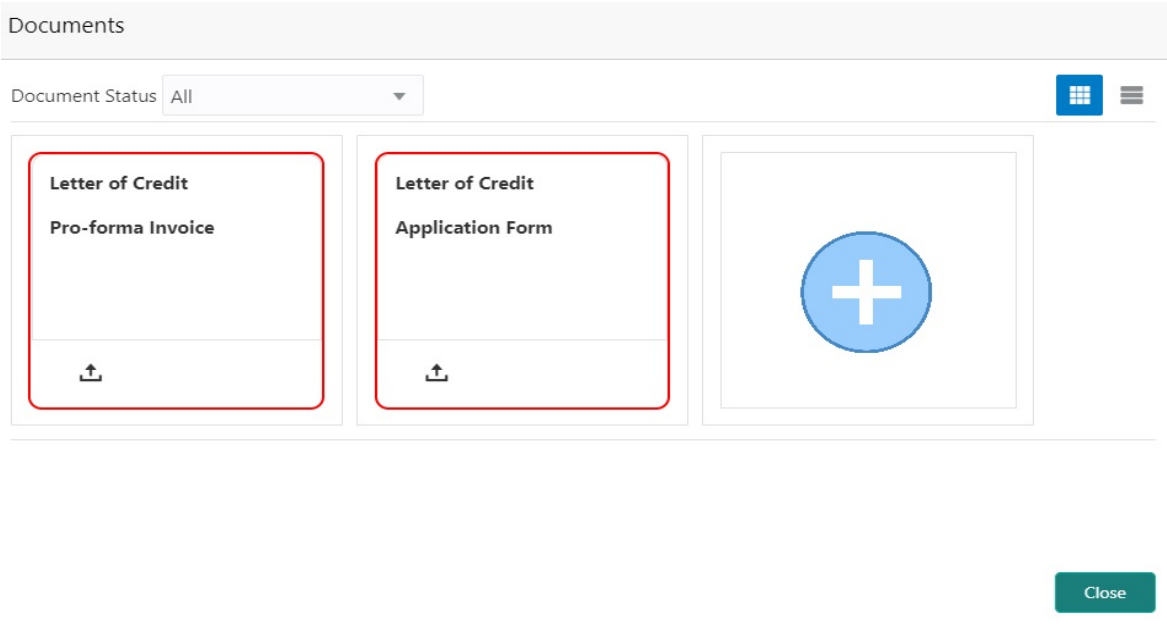 Documents
Document Status All
Letter of Credit
Pro-forma Invoice
Letter of Credit
Application Form
Close